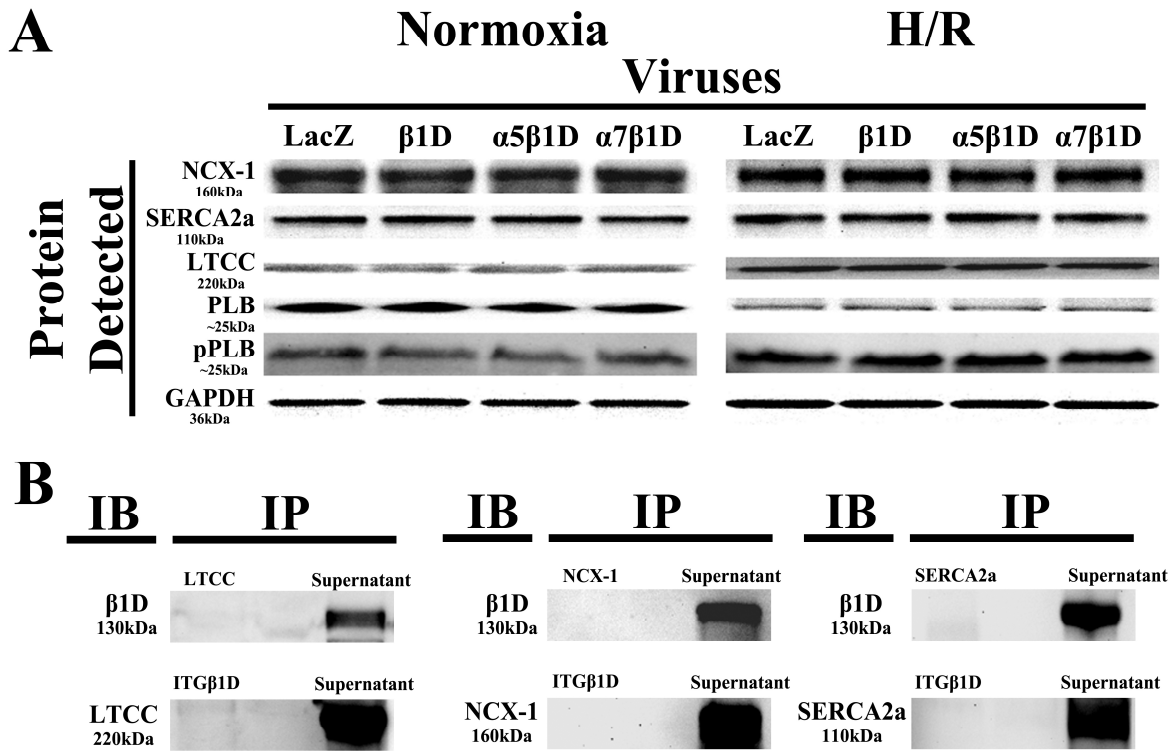 A
Normoxia H/R
Viruses
LacZ β1D α5β1D α7β1D LacZ β1D α5β1D α7β1D
Protein
Detected
NCX-1
160kDa
SERCA2a
110kDa
LTCC
220kDa
PLB
~25kDa
pPLB
~25kDa
GAPDH
36kDa
B
IB IP IB IP IB IP
LTCC Supernatant NCX-1 Supernatant SERCA2a Supernatant
β1D β1D β1D
130kDa 130kDa 130kDa
ITGβ1D Supernatant ITGβ1D Supernatant ITGβ1D Supernatant
LTCC NCX-1 SERCA2a
220kDa 160kDa 110kDa